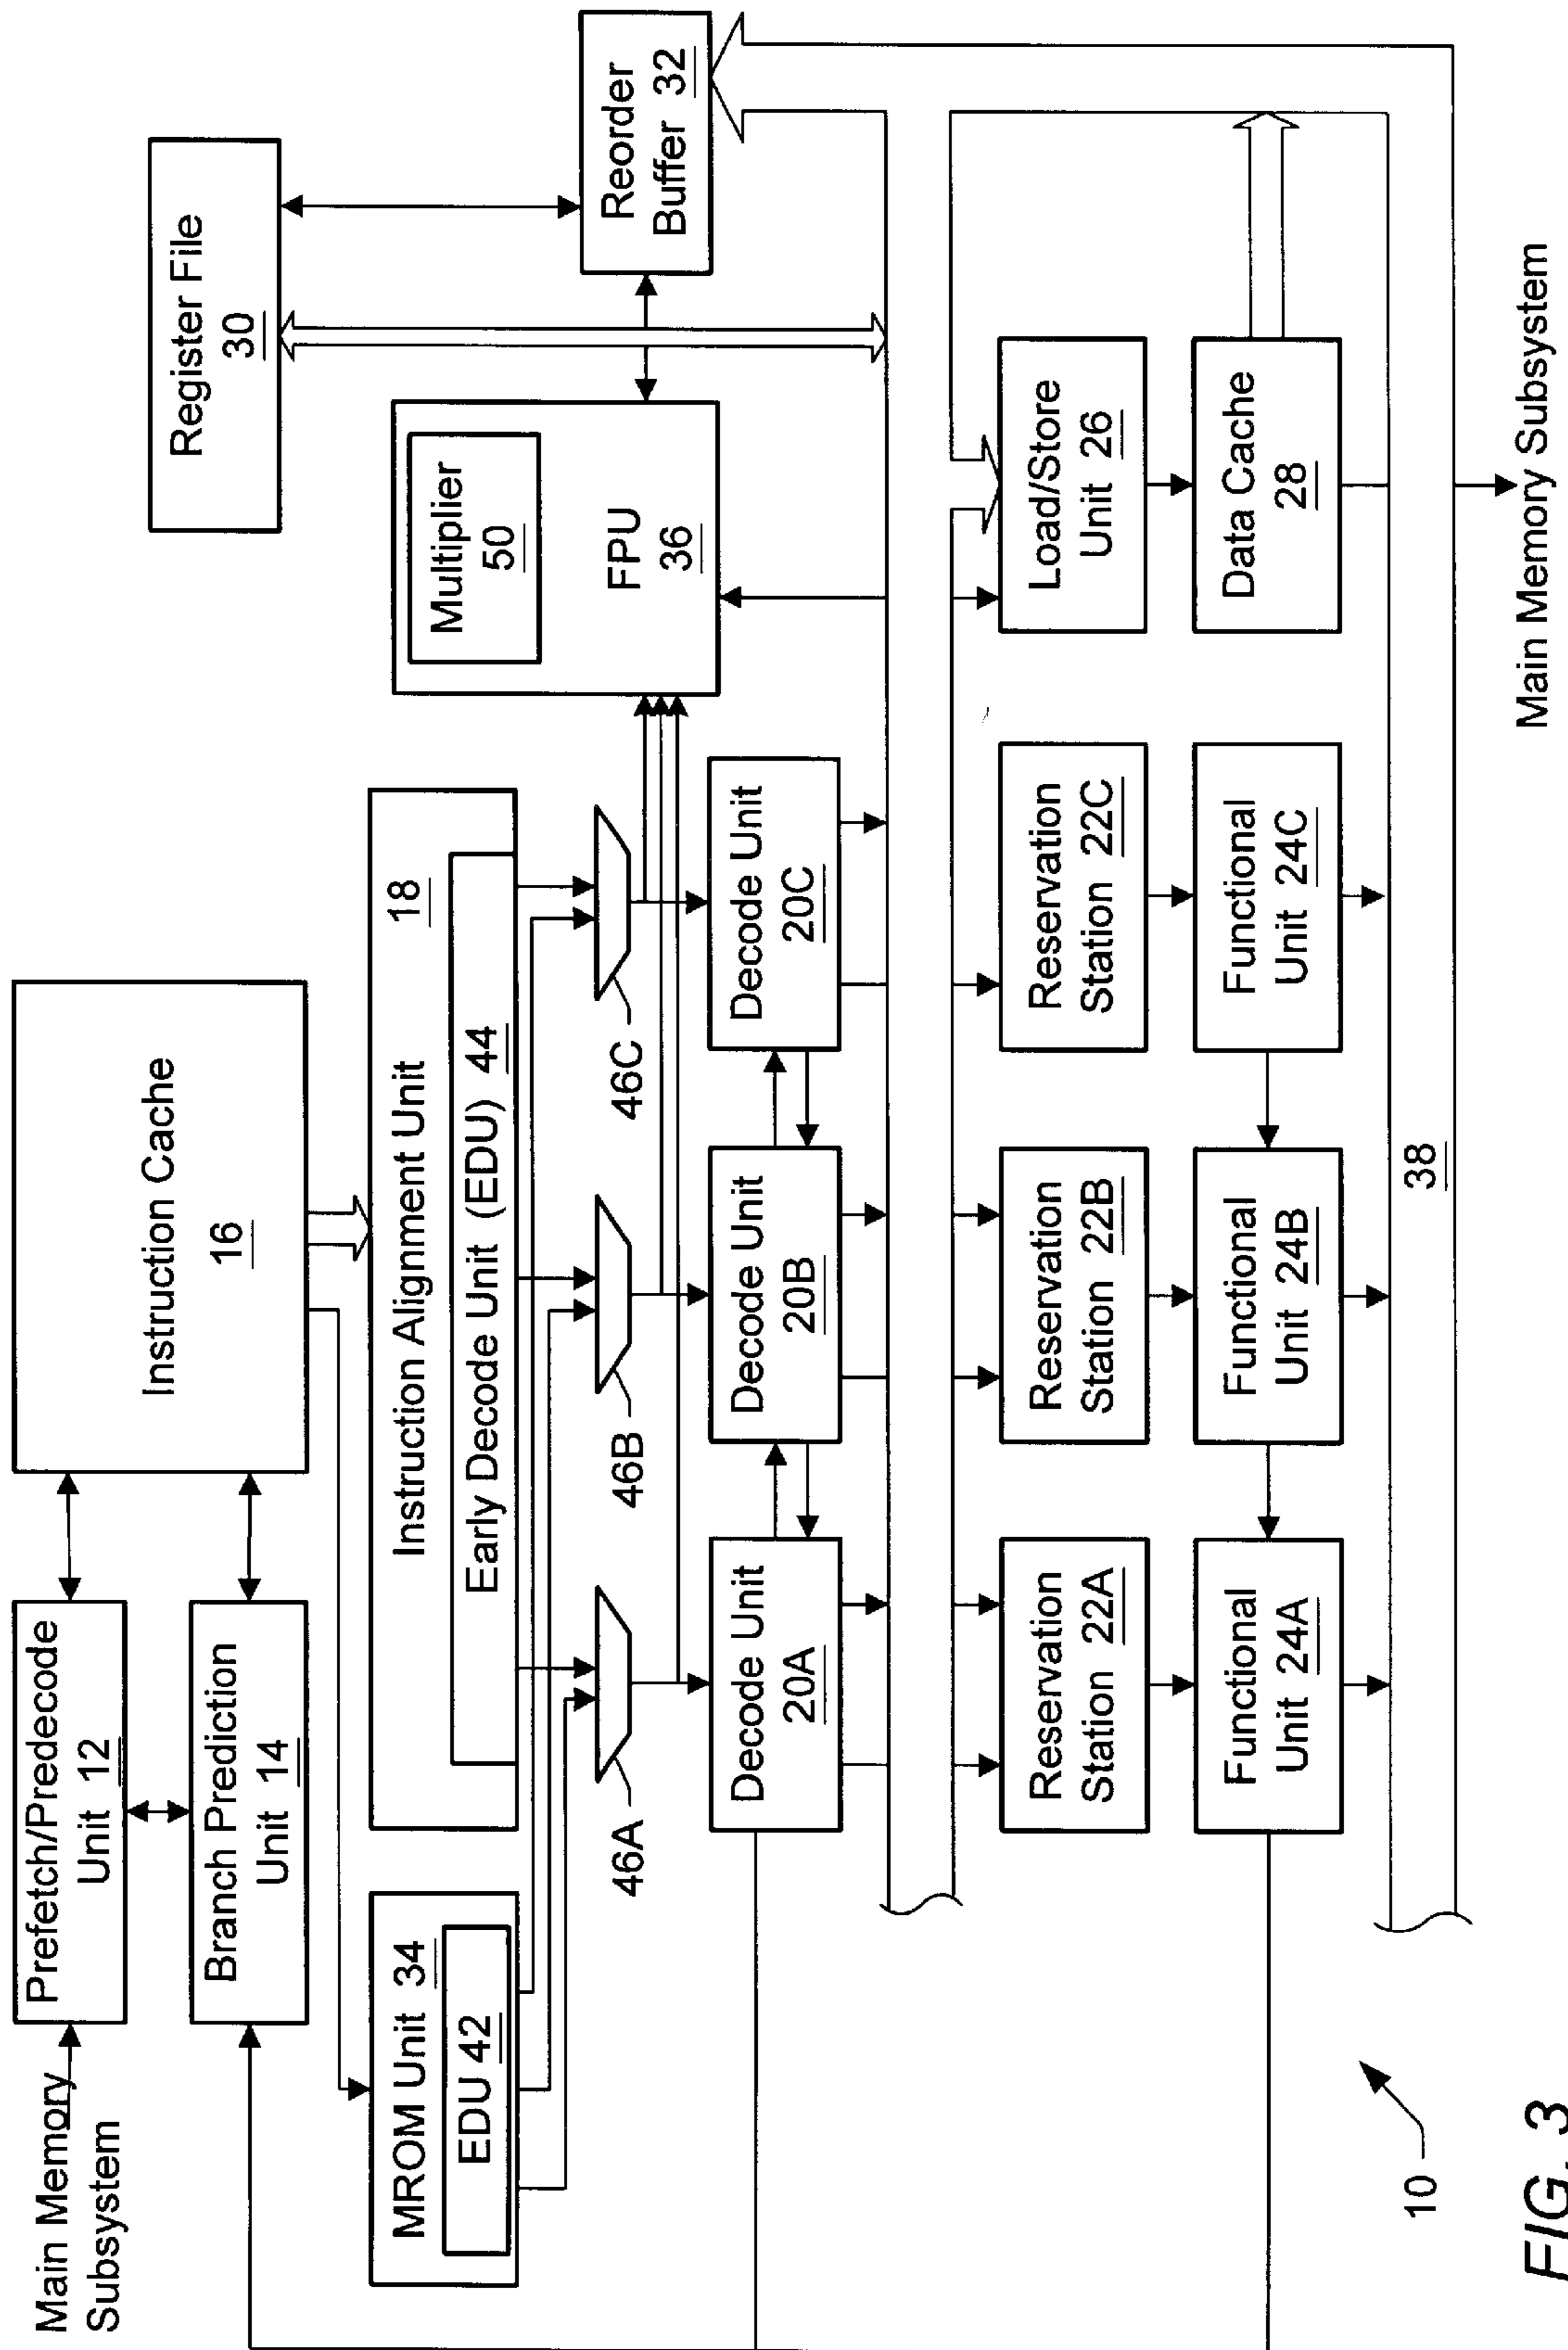 Main Memory
Subsystem
Prefetch/Predecode
Unit 12
Branch Prediction
Unit 14
Instruction Cache
16
Register File
30
MROM Unit 34
EDU 42
Instruction Alignment Unit
18
Early Decode Unit (EDU) 44
Multiplier
50
FPU
36
Reorder
Buffer 32
46A
46B
46C
Decode Unit
20A
Decode Unit
20B
Decode Unit
20C
Reservation
Station 22A
Reservation
Station 22B
Reservation
Station 22C
Load/Store
Unit 26
Functional
Unit 24A
Functional
Unit 24B
Functional
Unit 24C
Data Cache
28
38
Main Memory Subsystem
10
FIG. 3